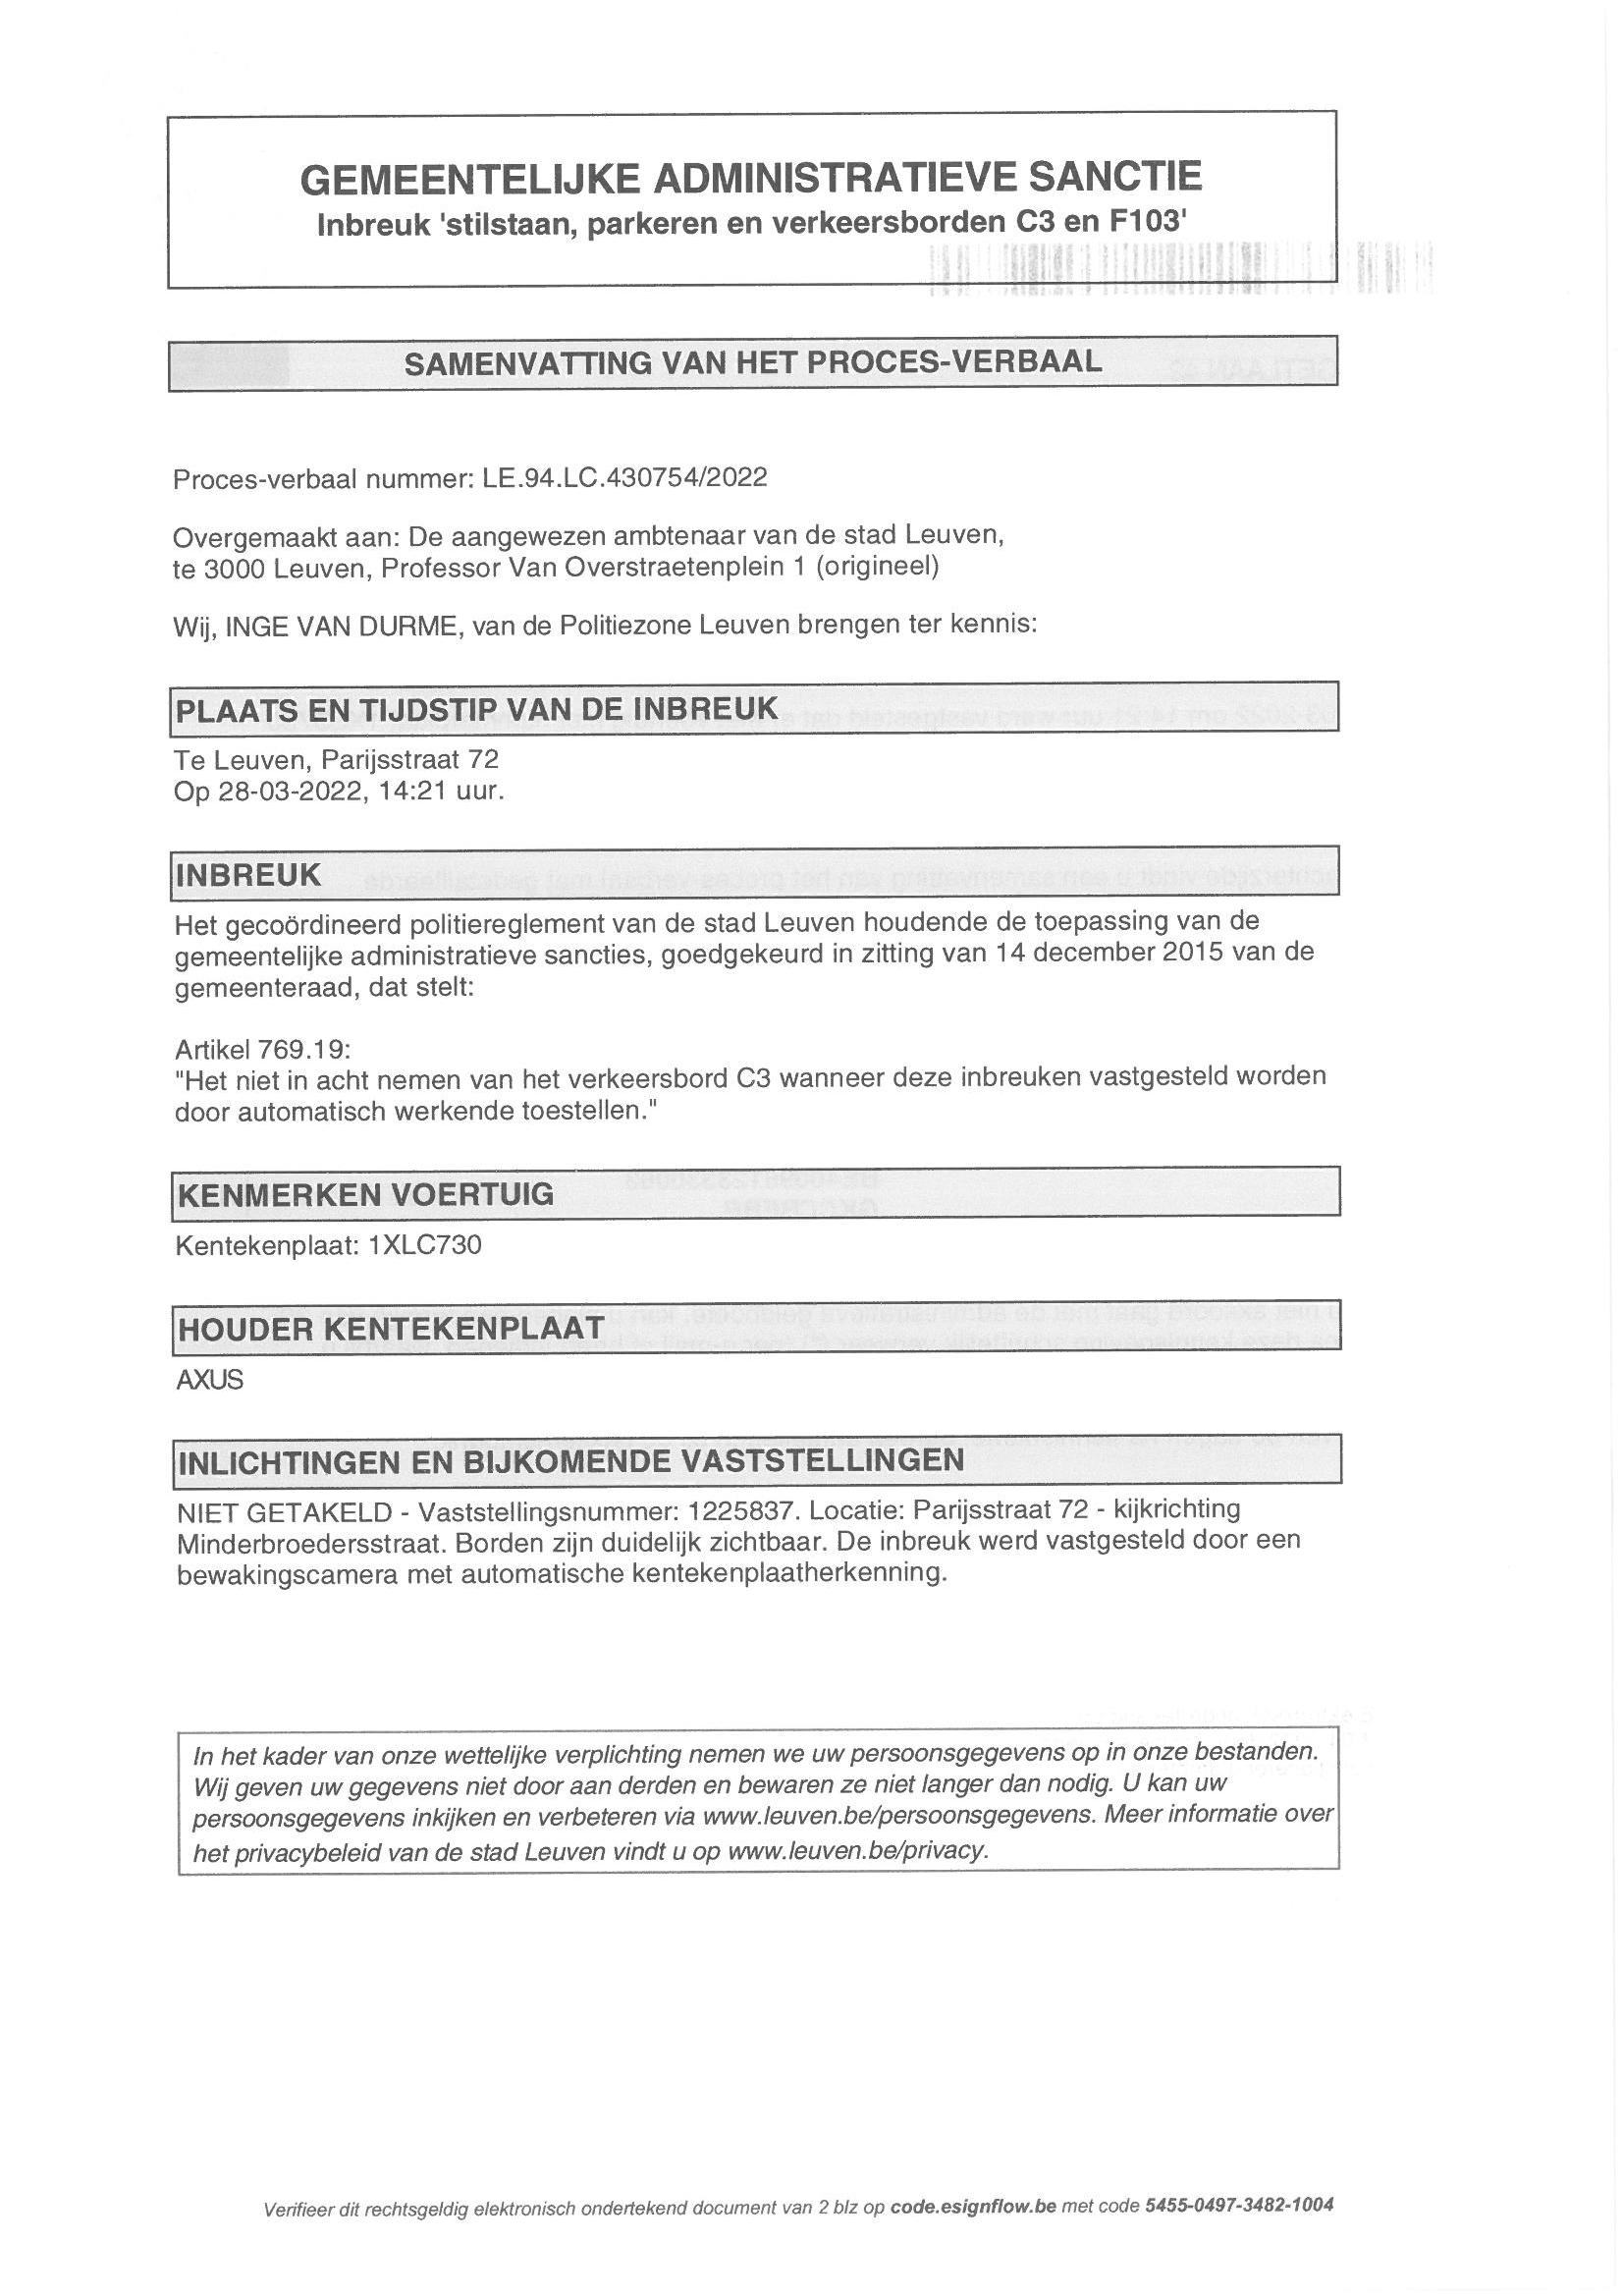 GEMEENTELIJKE ADMINISTRATIEVE SANCTIE
Inbreuk 'stilstaan, parkeren en verkeersborden C3 en F103'
SAMENVATTING VAN HET PROCES-VERBAAL
Proces-verbaal nummer: LE.94.LC.430754/2022
Overgemaakt aan: De aangewezen ambtenaar van de stad Leuven,
te 3000 Leuven, Professor Van Overstraetenplein 1 (origineel)
Wij, INGE VAN DURME, van de Politiezone Leuven brengen ter kennis:
PLAATS EN TIJDSTIP VAN DE INBREUK
Te Leuven, Parijsstraat 72
Op 28-03-2022, 14:21 uur.
INBREUK
Het gecoördineerd politiereglement van de stad Leuven houdende de toepassing van de
gemeentelijke administratieve sancties, goedgekeurd in zitting van 14 december 2015 van de
gemeenteraad, dat stelt:
Artikel 769.19:
"Het niet in acht nemen van het verkeersbord C3 wanneer deze inbreuken vastgesteld worden
door automatisch werkende toestellen."
KENMERKEN VOERTUIG
Kentekenplaat: 1XLC730
HOUDER KENTEKENPLAAT
AXUS
INLICHTINGEN EN BIJKOMENDE VASTSTELLINGEN
NIET GETAKELD - Vaststellingsnummer: 1225837. Locatie: Parijsstraat 72 - kijkrichting
Minderbroedersstraat. Borden zijn duidelijk zichtbaar. De inbreuk werd vastgesteld door een
bewakingscamera met automatische kentekenplaatherkenning.
In het kader van onze wettelijke verplichting nemen we uw persoonsgegevens op in onze bestanden.
Wij geven uw gegevens niet door aan derden en bewaren ze niet langer dan nodig. U kan uw
persoonsgegevens inkijken en verbeteren via www.leuven.be/persoonsgegevens. Meer informatie over
het privacybeleid van de stad Leuven vindt u op www.leuven.be/privacy.
Verifieer dit rechtsgeldig elektronisch ondertekend document van 2 blz op code.esignflow.be met code 5455-0497-3482-1004